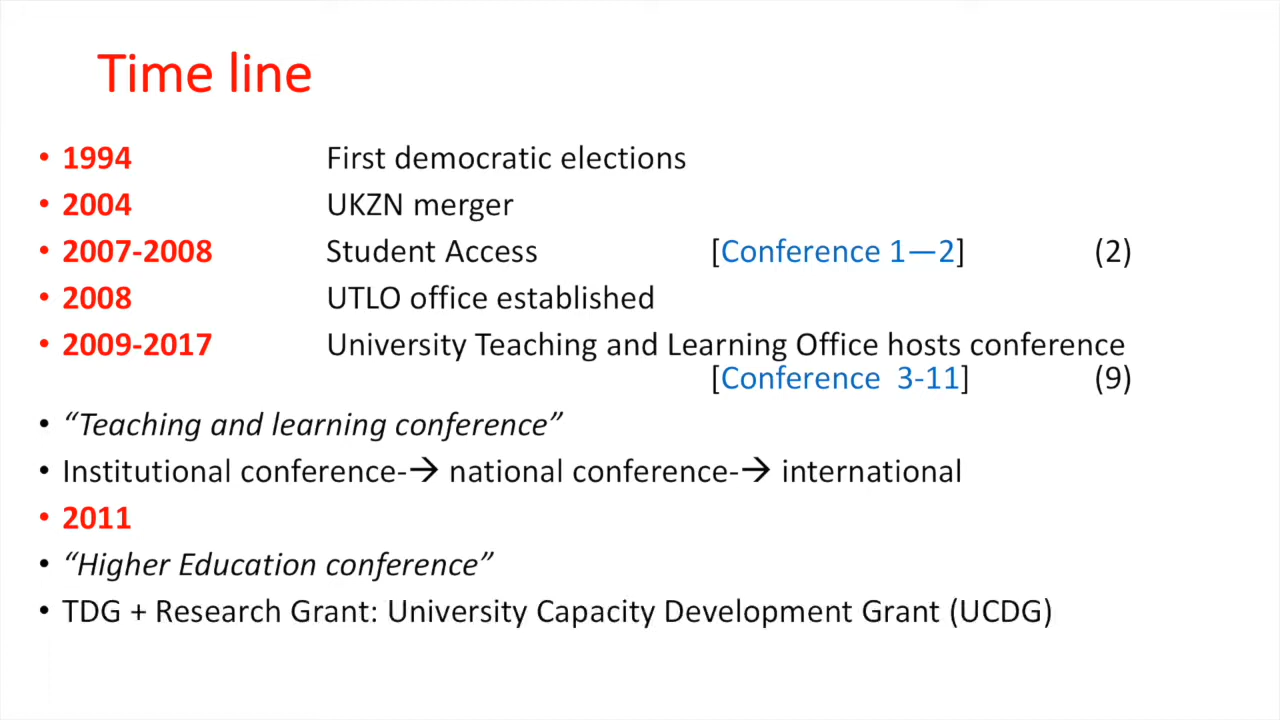 Time line
• 1994 First democratic elections
• 2004 UKZN merger
• 2007-2008 Student Access [Conference 1—2] (2)
• 2008 UTLO office established
• 2009-2017 University Teaching and Learning Office hosts conference
[Conference 3-11] (9)
• “Teaching and learning conference”
• Institutional conference-→ national conference-→ international
• 2011
• “Higher Education conference”
• TDG + Research Grant: University Capacity Development Grant (UCDG)